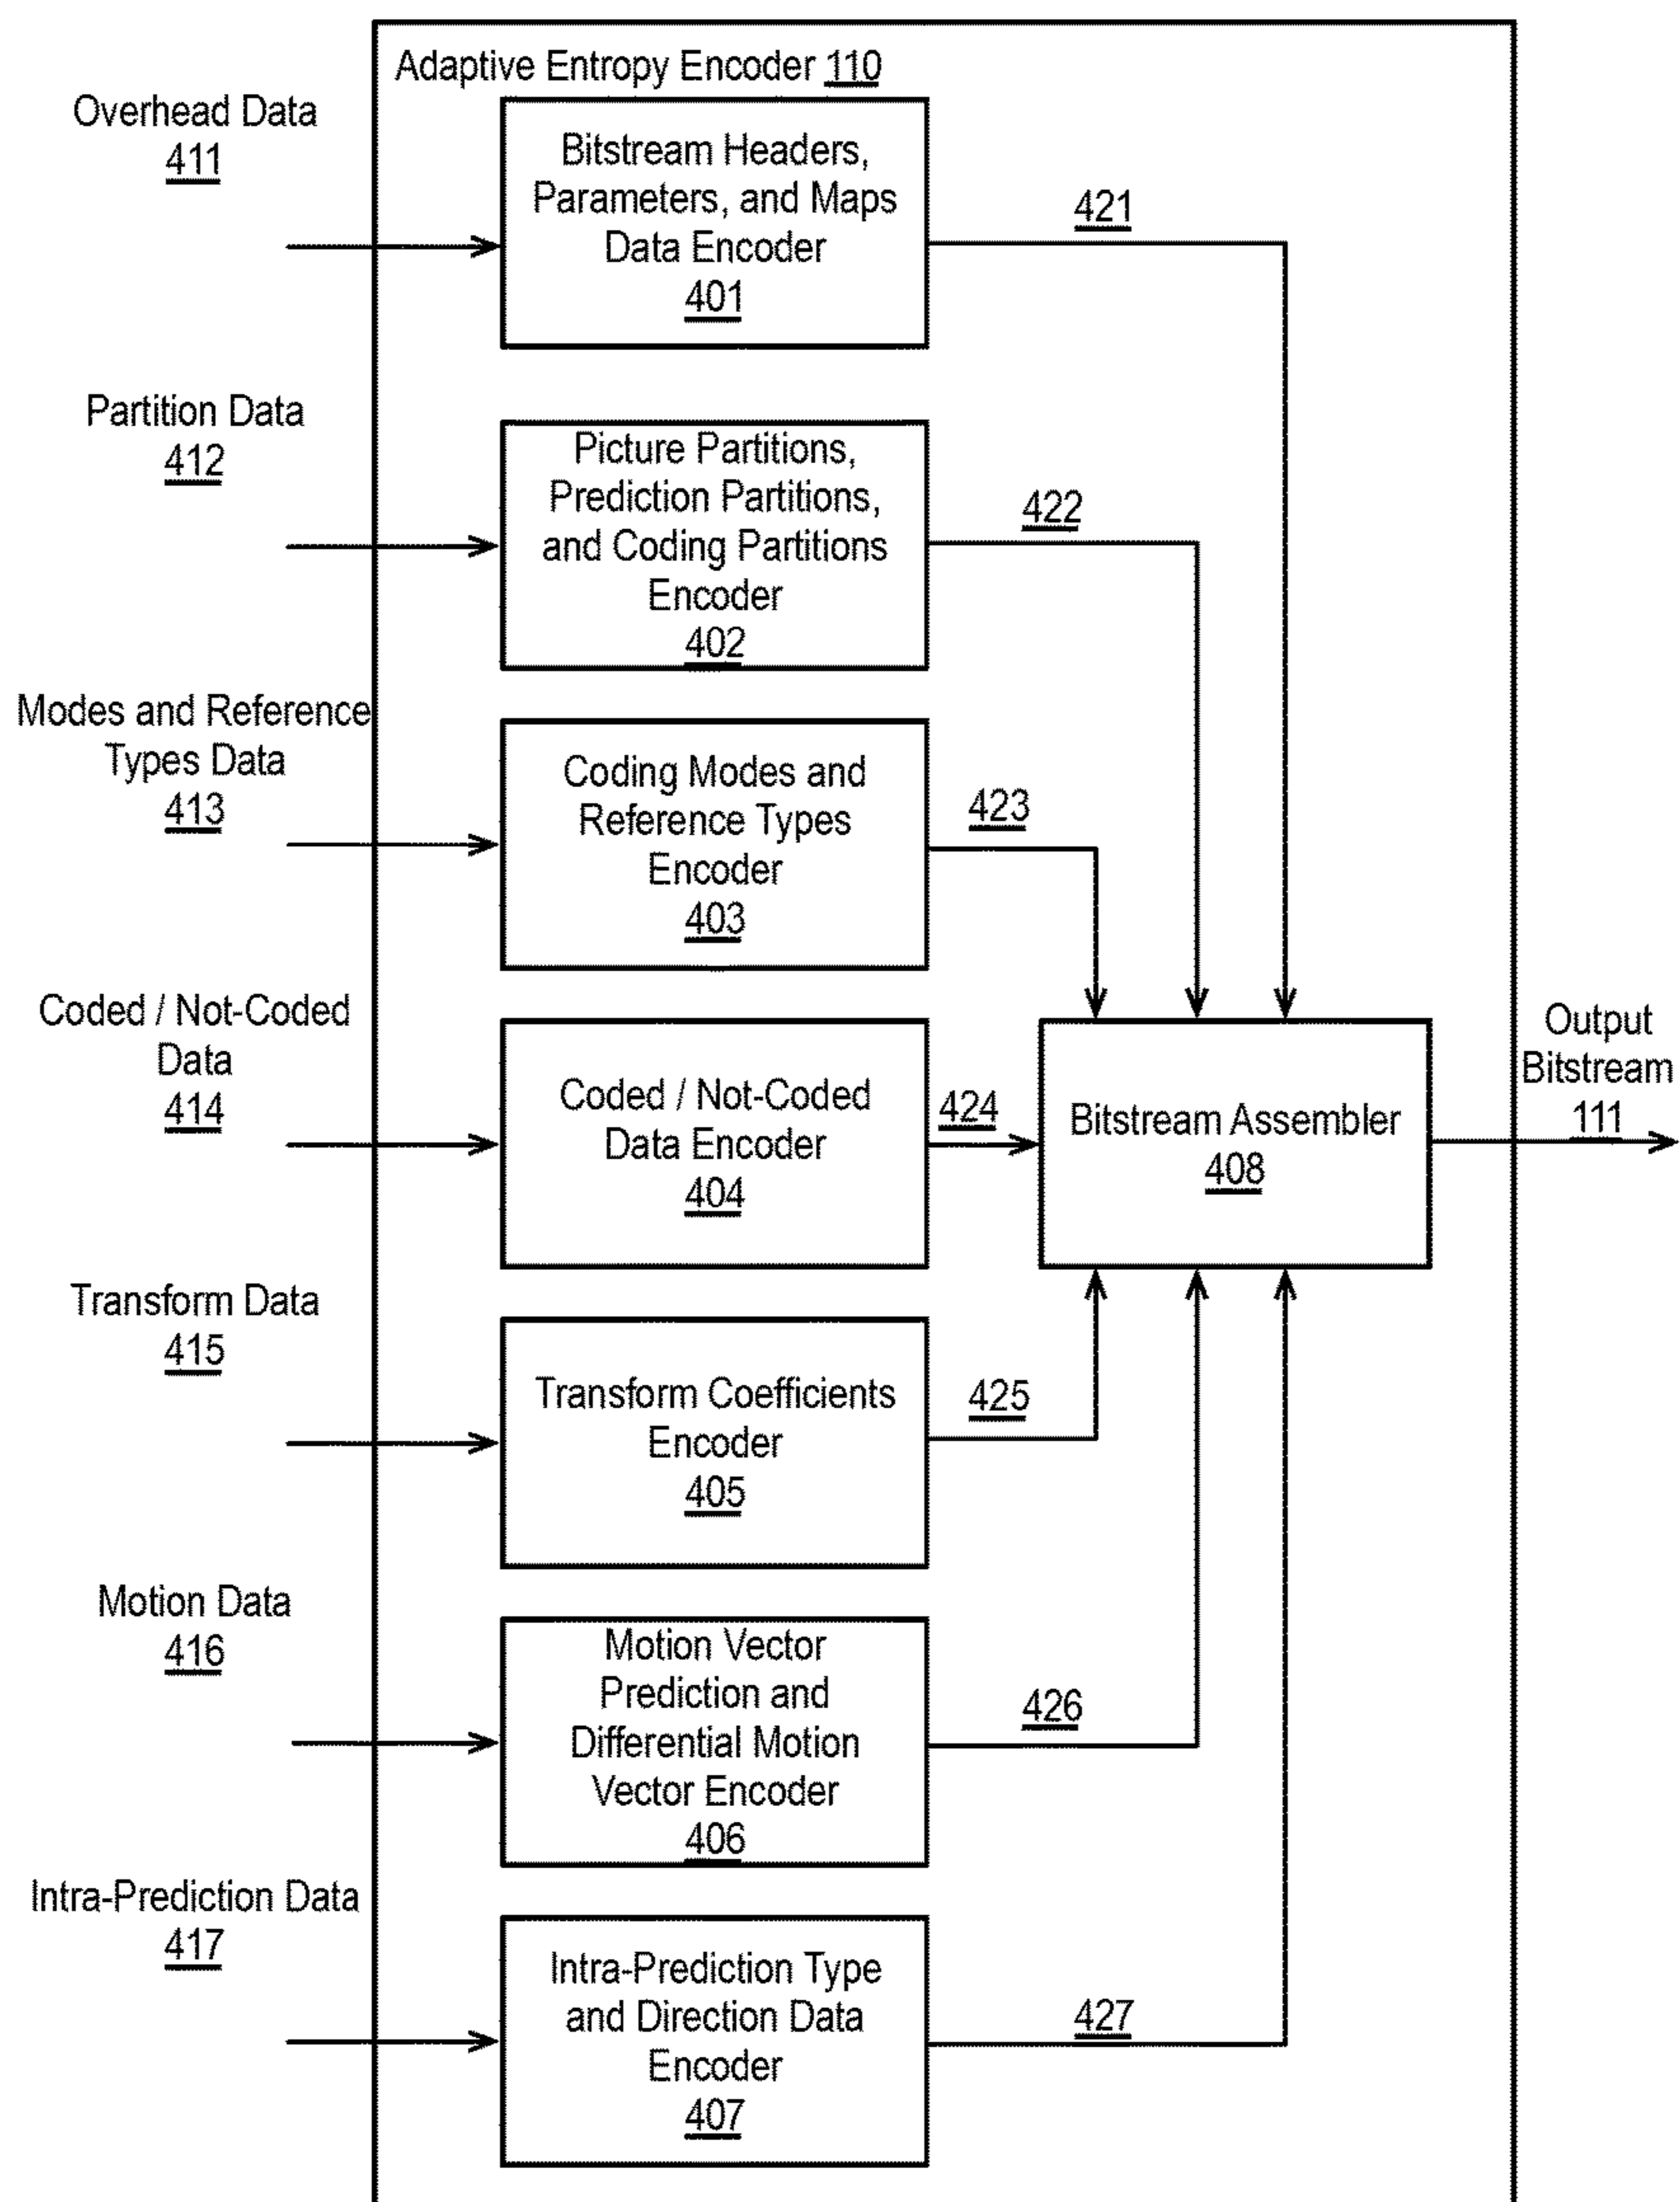 Adaptive Entropy Encoder 110
Overhead Data
411
Bitstream Headers,
Parameters, and Maps
Data Encoder
401
421
Partition Data
412
Picture Partitions,
Prediction Partitions,
and Coding Partitions
Encoder
402
422
Modes and Reference
Types Data
413
Coding Modes and
Reference Types
Encoder
403
423
Coded / Not-Coded
Data
414
Coded / Not-Coded
Data Encoder
404
424
Bitstream Assembler
408
Output
Bitstream
111
Transform Data
415
Transform Coefficients
Encoder
405
425
Motion Data
416
Motion Vector
Prediction and
Differential Motion
Vector Encoder
406
426
Intra-Prediction Data
417
Intra-Prediction Type
and Direction Data
Encoder
407
427